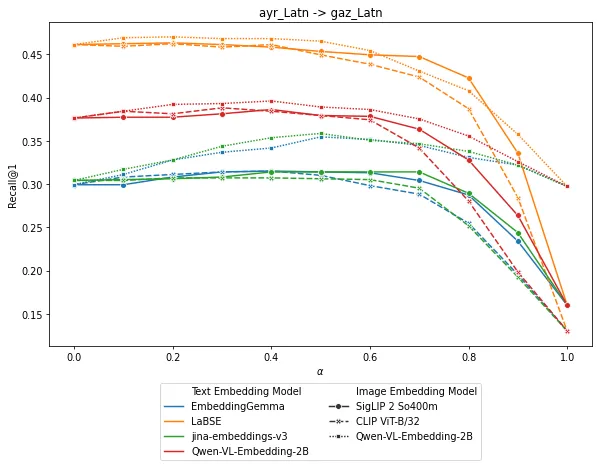 ayr_Latn -> gaz_Latn
Recall@1
0.45
0.40
0.35
0.30
0.25
0.20
0.15
0.0 0.2 0.4 0.6 0.8 1.0
α
Text Embedding Model
EmbeddingGemma
LaBSE
jina-embeddings-v3
Qwen-VL-Embedding-2B
Image Embedding Model
SigLIP 2 So400m
CLIP ViT-B/32
Qwen-VL-Embedding-2B